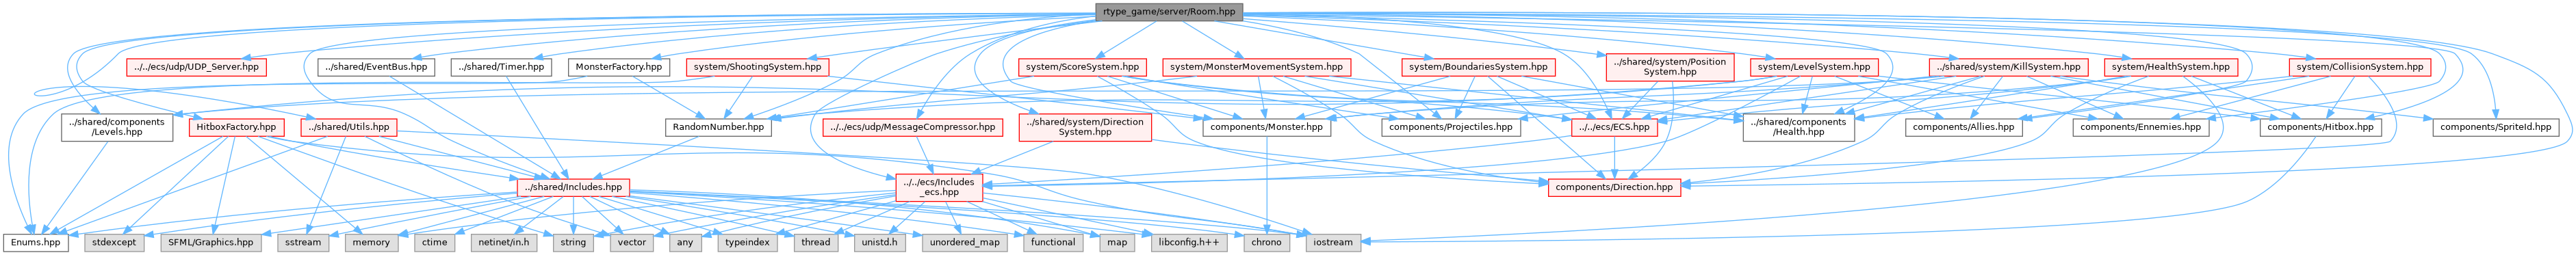 rtype_game/server/Room.hpp
../../ecs/udp/UDP_Server.hpp
../shared/EventBus.hpp
../shared/Timer.hpp
MonsterFactory.hpp
system/ShootingSystem.hpp
system/ScoreSystem.hpp
system/MonsterMovementSystem.hpp
system/BoundariesSystem.hpp
../shared/system/Position
System.hpp
system/LevelSystem.hpp
../shared/system/KillSystem.hpp
system/HealthSystem.hpp
system/CollisionSystem.hpp
../shared/components
/Levels.hpp
HitboxFactory.hpp
../shared/Utils.hpp
RandomNumber.hpp
../../ecs/udp/MessageCompressor.hpp
../shared/system/Direction
System.hpp
components/Monster.hpp
components/Projectiles.hpp
../../ecs/ECS.hpp
../shared/components
/Health.hpp
components/Allies.hpp
components/Ennemies.hpp
components/Hitbox.hpp
components/SpriteId.hpp
../shared/Includes.hpp
../../ecs/Includes
_ecs.hpp
components/Direction.hpp
Enums.hpp
stdexcept
SFML/Graphics.hpp
sstream
memory
ctime
netinet/in.h
string
vector
any
typeindex
thread
unistd.h
unordered_map
functional
map
libconfig.h++
chrono
iostream